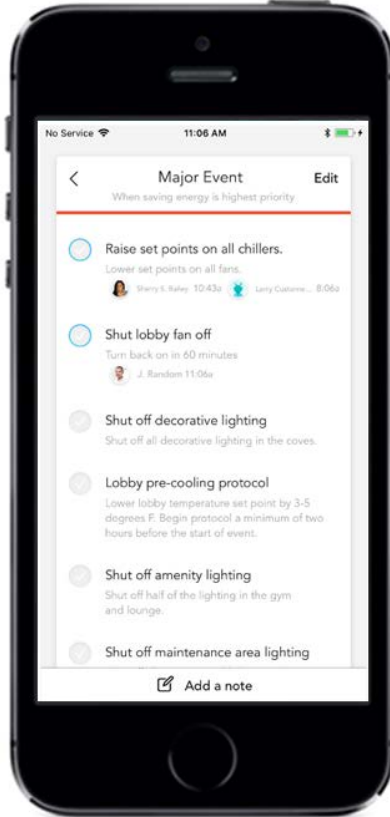 No Service
11:06 AM
Major Event
Edit
When saving energy is highest priority
Raise set points on all chillers.
Lower set points on all fans.
Sherry S. Rahey 10:43a Larry Custome... 8:06a
Shut lobby fan off
Turn back on in 60 minutes
J. Random 11:06a
Shut off decorative lighting
Shut off all decorative lighting in the coves.
Lobby pre-cooling protocol
Lower lobby temperature set point by 3-5
degrees F. Begin protocol a minimum of two
hours before the start of event.
Shut off amenity lighting
Shut off half of the lighting in the gym
and lounge.
Shut off maintenance area lighting
Add a note